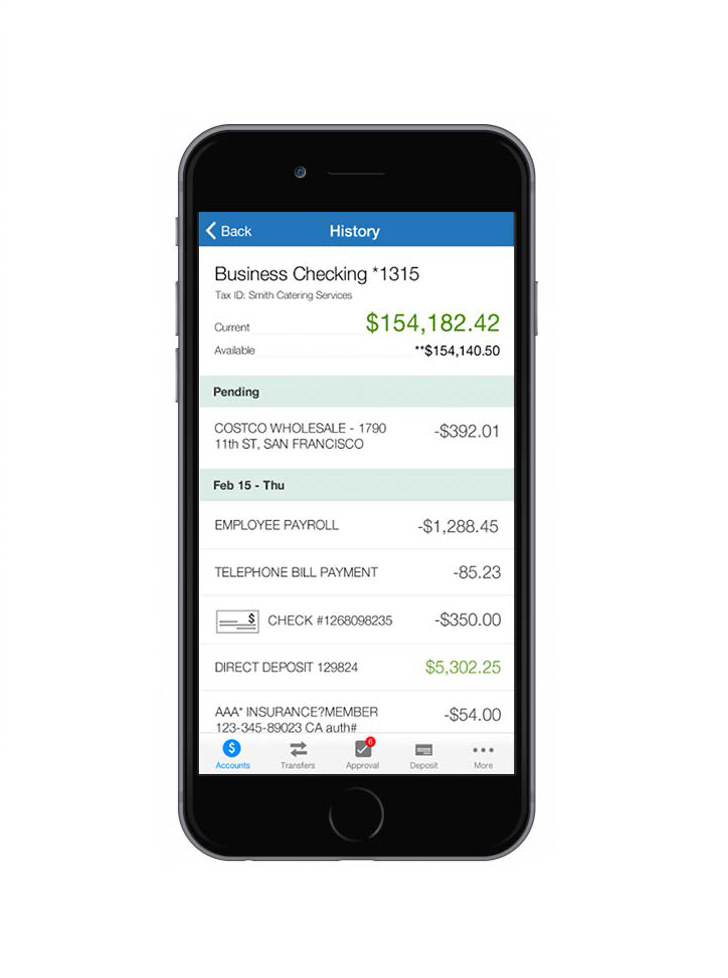 Back
History
Business Checking *1315
Tax ID: Smith Catering Services
Current $154,182.42
Available **$154,140.50
Pending
COSTCO WHOLESALE - 1790 -$392.01
11th ST, SAN FRANCISCO
Feb 15 - Thu
EMPLOYEE PAYROLL -$1,288.45
TELEPHONE BILL PAYMENT -85.23
$ CHECK #1268098235 -$350.00
DIRECT DEPOSIT 129824 $5,302.25
AAA* INSURANCE?MEMBER -$54.00
123-345-89023 CA auth#
$ 6
Accounts Transfers Approval Deposit More